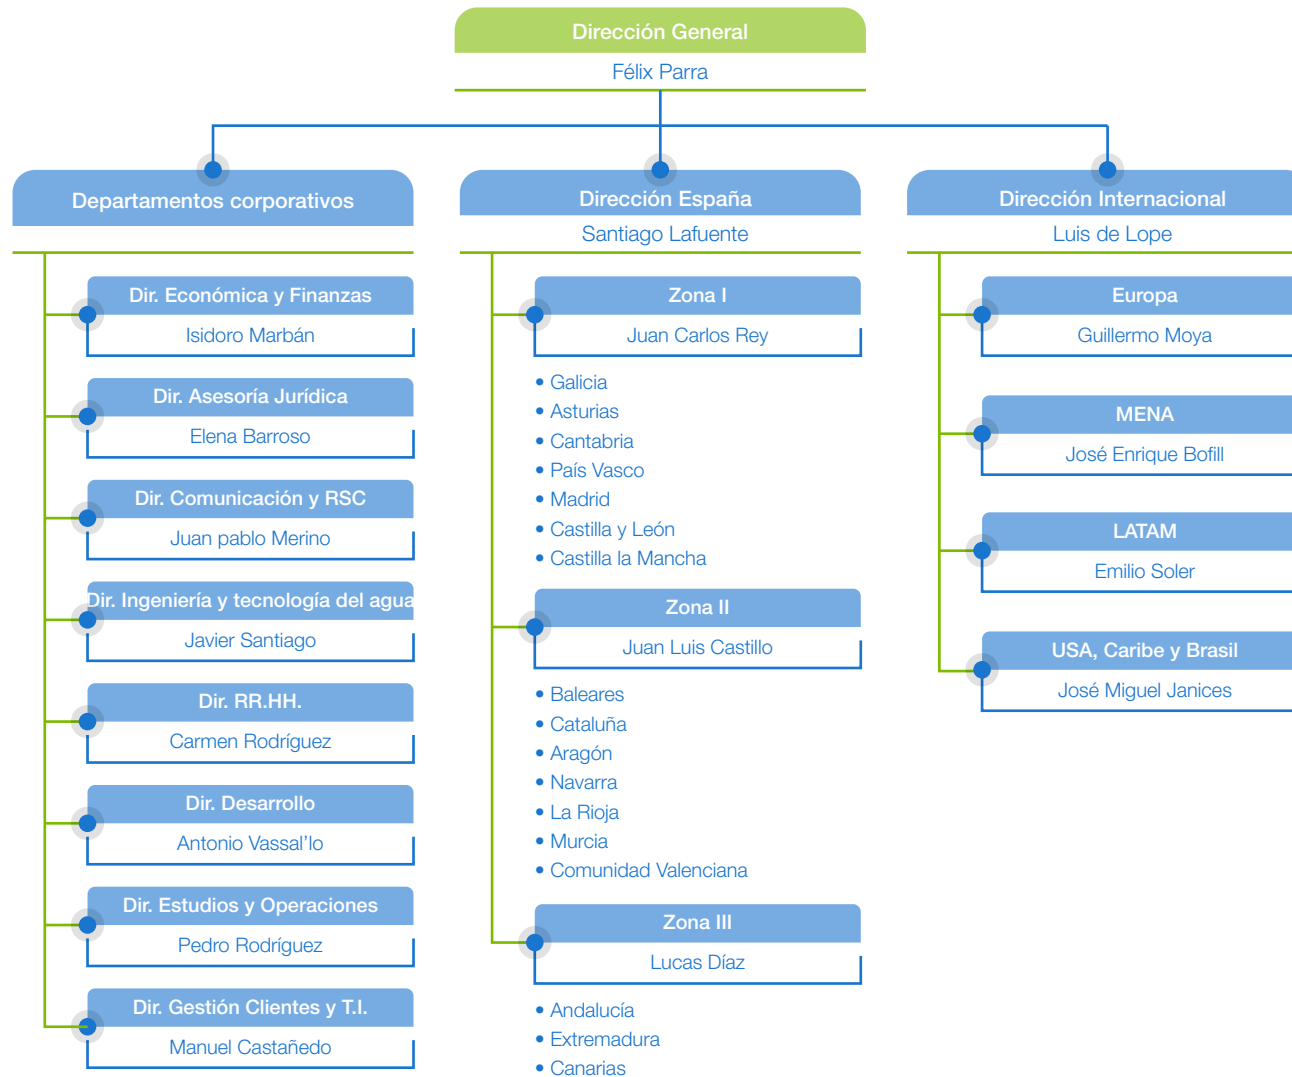 Dirección General
Félix Parra
Departamentos corporativos
Dir. Económica y Finanzas
Isidoro Marbán
Dir. Asesoría Jurídica
Elena Barroso
Dir. Comunicación y RSC
Juan pablo Merino
Dir. Ingeniería y tecnología del agua
Javier Santiago
Dir. RR.HH.
Carmen Rodríguez
Dir. Desarrollo
Antonio Vassal’lo
Dir. Estudios y Operaciones
Pedro Rodríguez
Dir. Gestión Clientes y T.I.
Manuel Castañedo
Dirección España
Santiago Lafuente
Zona I
Juan Carlos Rey
• Galicia
• Asturias
• Cantabria
• País Vasco
• Madrid
• Castilla y León
• Castilla la Mancha
Zona II
Juan Luis Castillo
• Baleares
• Cataluña
• Aragón
• Navarra
• La Rioja
• Murcia
• Comunidad Valenciana
Zona III
Lucas Díaz
• Andalucía
• Extremadura
• Canarias
Dirección Internacional
Luis de Lope
Europa
Guillermo Moya
MENA
José Enrique Bofill
LATAM
Emilio Soler
USA, Caribe y Brasil
José Miguel Janices